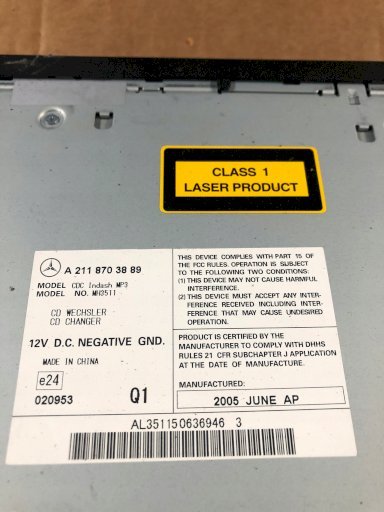 CLASS 1
LASER PRODUCT
A 211 870 38 89
MODEL CDC Indash MP3
MODEL NO. MH3511
CD WECHSLER
CD CHANGER
12V D.C. NEGATIVE GND.
MADE IN CHINA
e24
020953
Q1
THIS DEVICE COMPLIES WITH PART 15 OF
THE FCC RULES. OPERATION IS SUBJECT
TO THE FOLLOWING TWO CONDITIONS:
(1) THIS DEVICE MAY NOT CAUSE HARMFUL
INTERFERENCE.
(2) THIS DEVICE MUST ACCEPT ANY INTER-
FERENCE RECEIVED INCLUDING INTER-
FERENCE THAT MAY CAUSE UNDESIRED
OPERATION.
PRODUCT IS CERTIFIED BY THE
MANUFACTURER TO COMPLY WITH DHHS
RULES 21 CFR SUBCHAPTER J APPLICATION
AT THE DATE OF MANUFACTURE.
MANUFACTURED:
2005 JUNE AP
AL351150636946 3